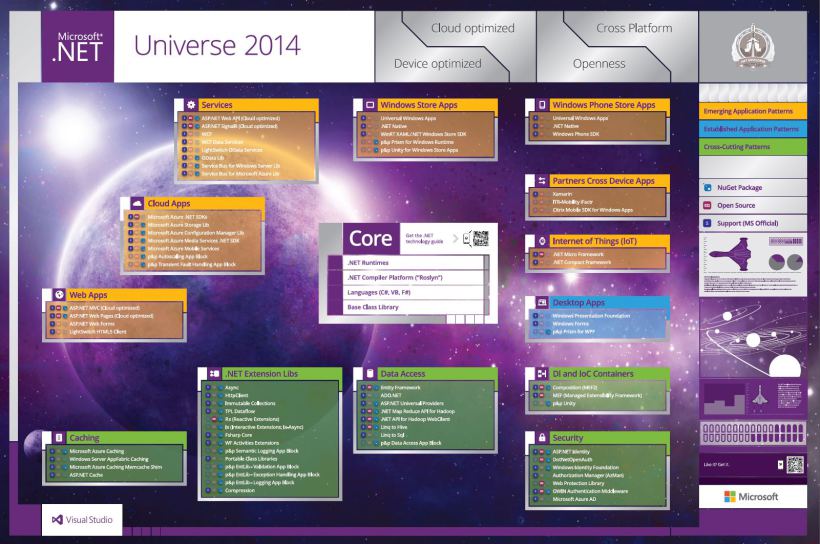 Microsoft®
.NET
Universe 2014
Cloud optimized
Device optimized
Cross Platform
Openness
Services
ASP.NET Web API (Cloud optimized)
ASP.NET SignalR (Cloud optimized)
WCF
WCF Data Services
LightSwitch OData Services
OData Lib
Service Bus for Windows Server Lib
Service Bus for Microsoft Azure Lib
Windows Store Apps
Universal Windows Apps
.NET Native
WinRT XAML/.NET Windows Store SDK
p&p Prism for Windows Runtime
p&p Unity for Windows Store Apps
Windows Phone Store Apps
Universal Windows Apps
.NET Native
Windows Phone SDK
Emerging Application Patterns
Established Application Patterns
Cross-Cutting Patterns
NuGet Package
Open Source
Support (MS Official)
Cloud Apps
Microsoft Azure .NET SDKs
Microsoft Azure Storage Lib
Microsoft Azure Configuration Manager Lib
Microsoft Azure Media Services .NET SDK
Microsoft Azure Mobile Services
p&p Autoscaling App Block
p&p Transient Fault Handling App Block
Partners Cross Device Apps
Xamarin
ITR-Mobility iFactr
Citrix Mobile SDK for Windows Apps
Core
Get the .NET
technology guide
.NET Runtimes
.NET Compiler Platform ("Roslyn")
Languages (C#, VB, F#)
Base Class Library
Internet of Things (IoT)
.NET Micro Framework
.NET Compact Framework
Web Apps
ASP.NET MVC (Cloud optimized)
ASP.NET Web Pages (Cloud optimized)
ASP.NET Web Forms
LightSwitch HTML5 Client
Desktop Apps
Windows Presentation Foundation
Windows Forms
p&p Prism for WPF
.NET Extension Libs
Async
HttpClient
Immutable Collections
TPL Dataflow
Rx (Reactive Extensions)
Ix (Interactive Extensions; IxAsync)
Fsharp Core
WF Activities Extensions
p&p Semantic Logging App Block
Portable Class Libraries
p&p EntLib - Validation App Block
p&p EntLib - Exception Handling App Block
p&p EntLib - Logging App Block
Compression
Data Access
Entity Framework
ADO.NET
ASP.NET Universal Providers
.NET Map Reduce API for Hadoop
.NET API for Hadoop WebClient
Linq to Hive
Linq to Sql
p&p Data Access App Block
DI and IoC Containers
Composition (MEF2)
MEF (Managed Extensibility Framework)
p&p Unity
Caching
Microsoft Azure Caching
Windows Server AppFabric Caching
Microsoft Azure Caching Memcache Shim
ASP.NET Cache
Security
ASP.NET Identity
DotNetOpenAuth
Windows Identity Foundation
Authorization Manager (AzMan)
Web Protection Library
OWIN Authentication Middleware
Microsoft Azure AD
Like it? Get it.
Microsoft
Visual Studio